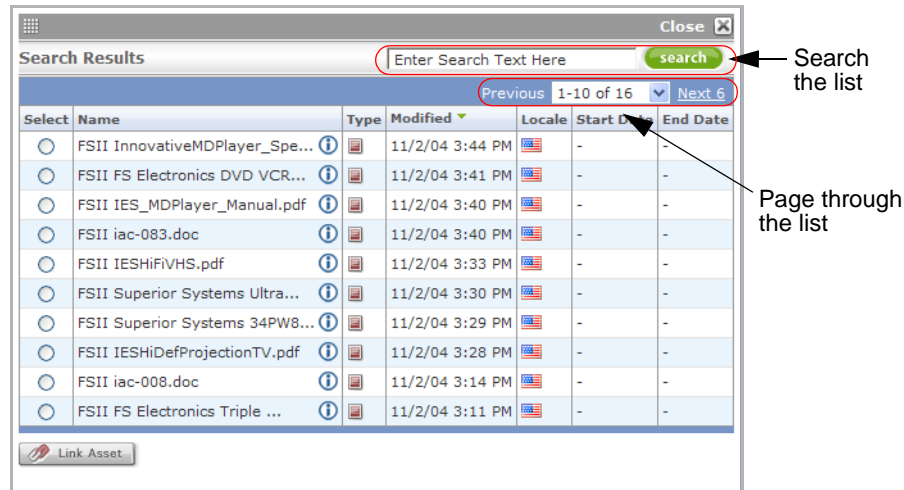 Close
Search Results
Enter Search Text Here
search
Search
the list
Previous 1-10 of 16 Next 6
Select Name Type Modified Locale Start Date End Date
FSII InnovativeMDPlayer_Spe... 11/2/04 3:44 PM - -
FSII FS Electronics DVD VCR... 11/2/04 3:41 PM - -
FSII IES_MDPlayer_Manual.pdf 11/2/04 3:40 PM - -
FSII iac-083.doc 11/2/04 3:40 PM - -
FSII IESHiFiVHS.pdf 11/2/04 3:33 PM - -
FSII Superior Systems Ultra... 11/2/04 3:30 PM - -
FSII Superior Systems 34PW8... 11/2/04 3:29 PM - -
FSII IESHiDefProjectionTV.pdf 11/2/04 3:28 PM - -
FSII iac-008.doc 11/2/04 3:14 PM - -
FSII FS Electronics Triple ... 11/2/04 3:11 PM - -
Page through
the list
Link Asset